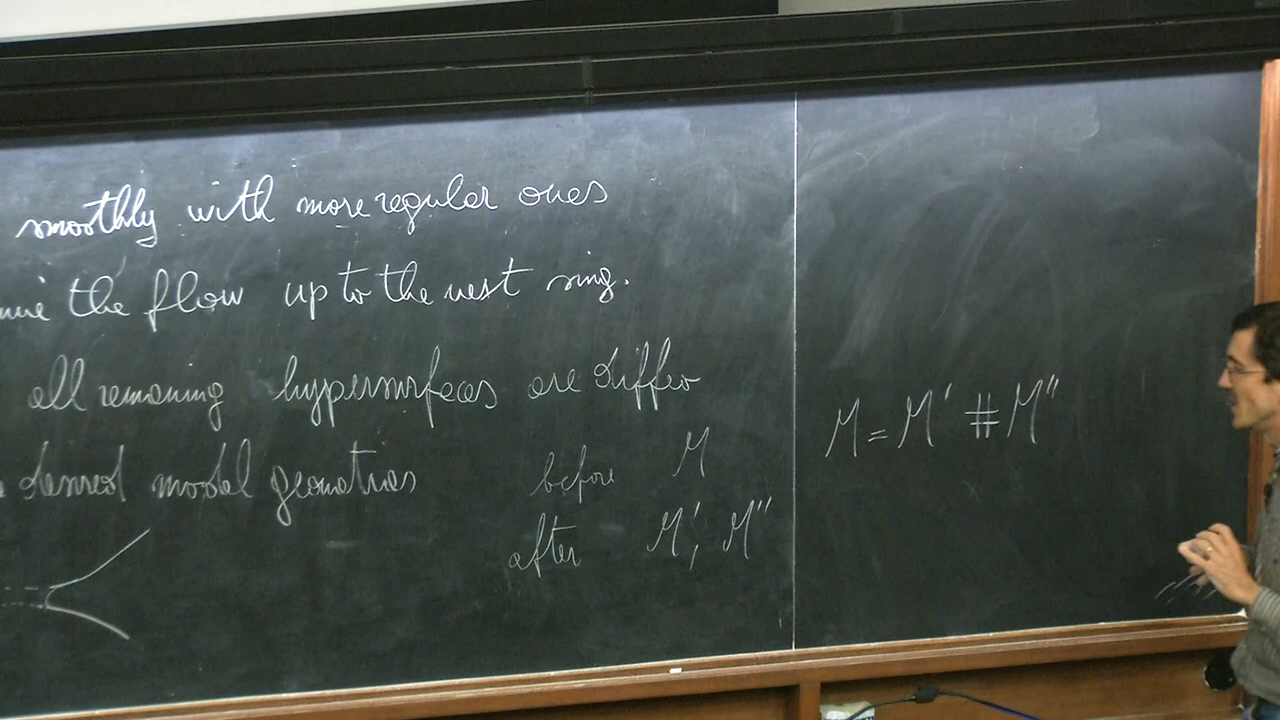 smoothly with more regular ones
the flow up to the next sing.
all remaining hypersurfaces are diffeo
desired model geometries
before M
after M', M''
M = M' # M''